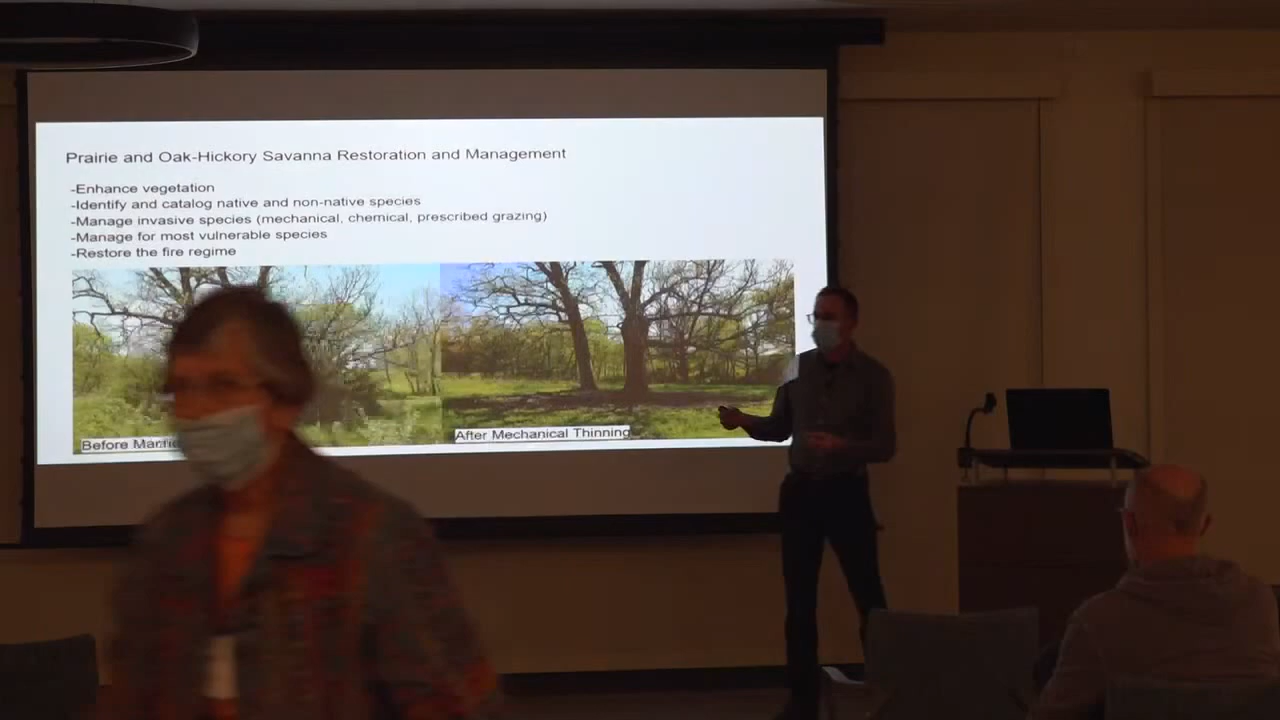 Prairie and Oak-Hickory Savanna Restoration and Management
-Enhance vegetation
-Identify and catalog native and non-native species
-Manage invasive species (mechanical, chemical, prescribed grazing)
-Manage for most vulnerable species
-Restore the fire regime
Before
After Mechanical Thinning